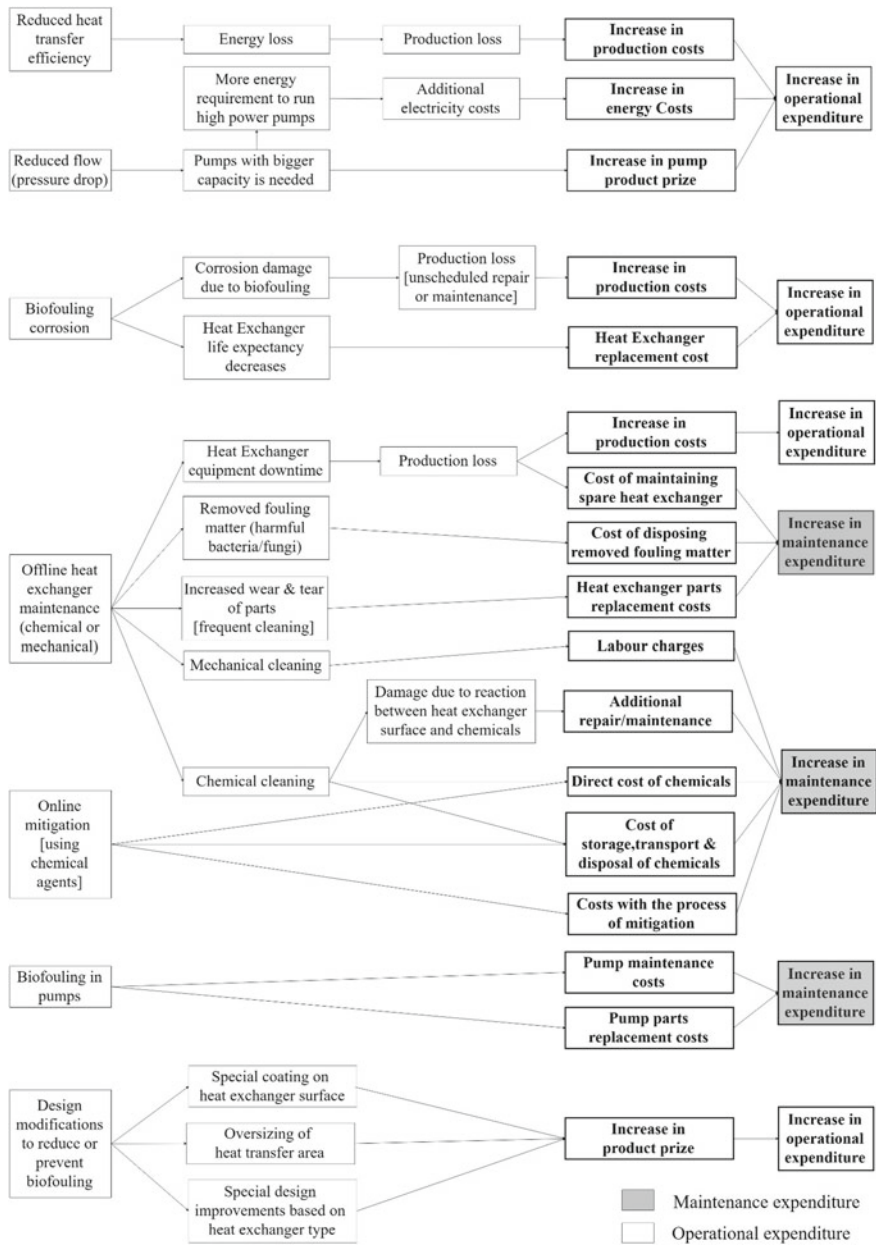 Reduced heat
transfer
efficiency
Energy loss
Production loss
Increase in
production costs
More energy
requirement to run
high power pumps
Additional
electricity costs
Increase in
energy Costs
Increase in
operational
expenditure
Reduced flow
(pressure drop)
Pumps with bigger
capacity is needed
Increase in pump
product prize
Biofouling
corrosion
Corrosion damage
due to biofouling
Production loss
[unscheduled repair
or maintenance]
Increase in
production costs
Heat Exchanger
life expectancy
decreases
Heat Exchanger
replacement cost
Increase in
operational
expenditure
Offline heat
exchanger
maintenance
(chemical or
mechanical)
Heat Exchanger
equipment downtime
Production loss
Increase in
production costs
Increase in
operational
expenditure
Cost of maintaining
spare heat exchanger
Removed fouling
matter (harmful
bacteria/fungi)
Cost of disposing
removed fouling matter
Increase in
maintenance
expenditure
Increased wear & tear
of parts
[frequent cleaning]
Heat exchanger parts
replacement costs
Mechanical cleaning
Labour charges
Chemical cleaning
Damage due to reaction
between heat exchanger
surface and chemicals
Additional
repair/maintenance
Direct cost of chemicals
Increase in
maintenance
expenditure
Online
mitigation
[using
chemical
agents]
Cost of
storage,transport &
disposal of chemicals
Costs with the process
of mitigation
Biofouling in
pumps
Pump maintenance
costs
Pump parts
replacement costs
Increase in
maintenance
expenditure
Design
modifications
to reduce or
prevent
biofouling
Special coating on
heat exchanger surface
Oversizing of
heat transfer area
Special design
improvements based on
heat exchanger type
Increase in
product prize
Increase in
operational
expenditure
Maintenance expenditure
Operational expenditure